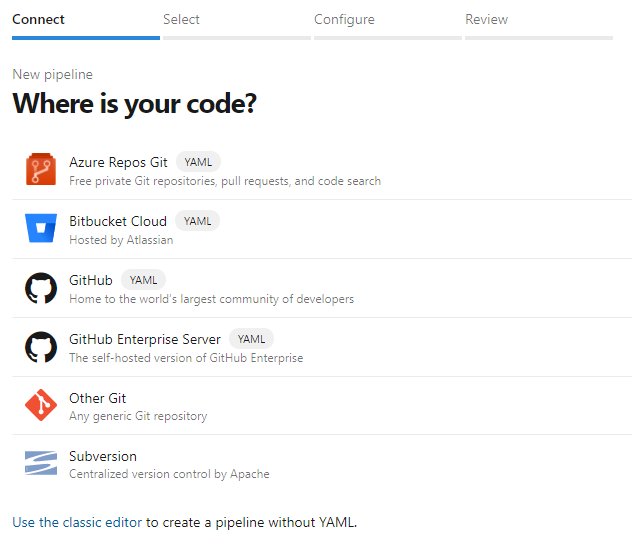 Connect Select Configure Review
New pipeline
Where is your code?
Azure Repos Git YAML
Free private Git repositories, pull requests, and code search
Bitbucket Cloud YAML
Hosted by Atlassian
GitHub YAML
Home to the world's largest community of developers
GitHub Enterprise Server YAML
The self-hosted version of GitHub Enterprise
Other Git
Any generic Git repository
Subversion
Centralized version control by Apache
Use the classic editor to create a pipeline without YAML.